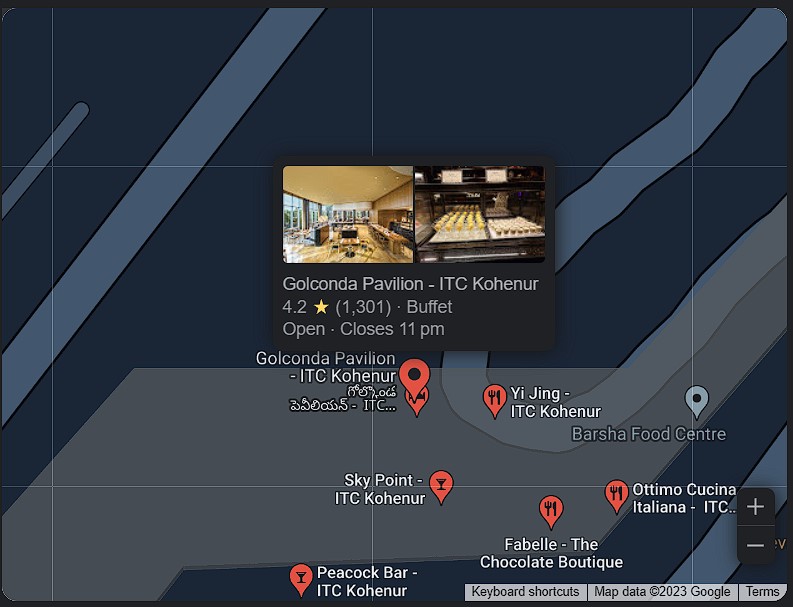 Golconda Pavilion - ITC Kohenur
4.2 ★ (1,301) · Buffet
Open · Closes 11 pm
Golconda Pavilion
- ITC Kohenur
గోల్కొండ
పెవీలియన్ - ITC...
Yi Jing -
ITC Kohenur
Barsha Food Centre
Sky Point -
ITC Kohenur
Ottimo Cucina
Italiana - ITC...
Fabelle - The
Chocolate Boutique
Peacock Bar -
ITC Kohenur
+
−
ev
Keyboard shortcuts
Map data ©2023 Google
Terms